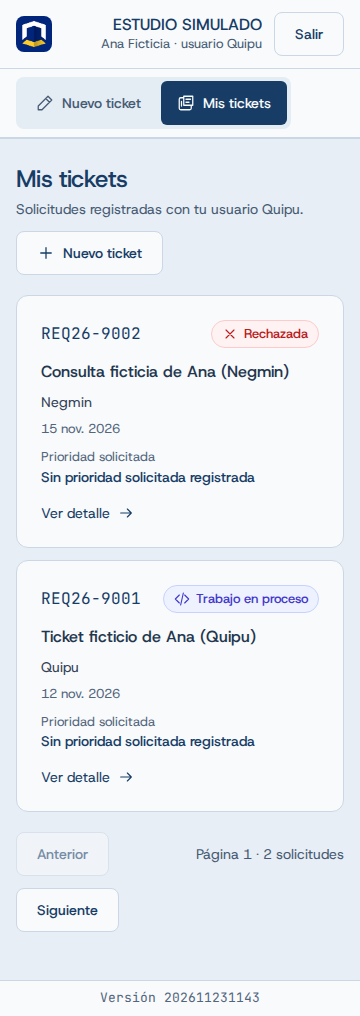 ESTUDIO SIMULADO
Ana Ficticia · usuario Quipu
Salir
Nuevo ticket
Mis tickets
Mis tickets
Solicitudes registradas con tu usuario Quipu.
Nuevo ticket
REQ26-9002
Rechazada
Consulta ficticia de Ana (Negmin)
Negmin
15 nov. 2026
Prioridad solicitada
Sin prioridad solicitada registrada
Ver detalle
REQ26-9001
Trabajo en proceso
Ticket ficticio de Ana (Quipu)
Quipu
12 nov. 2026
Prioridad solicitada
Sin prioridad solicitada registrada
Ver detalle
Anterior
Página 1 · 2 solicitudes
Siguiente
Versión 202611231143